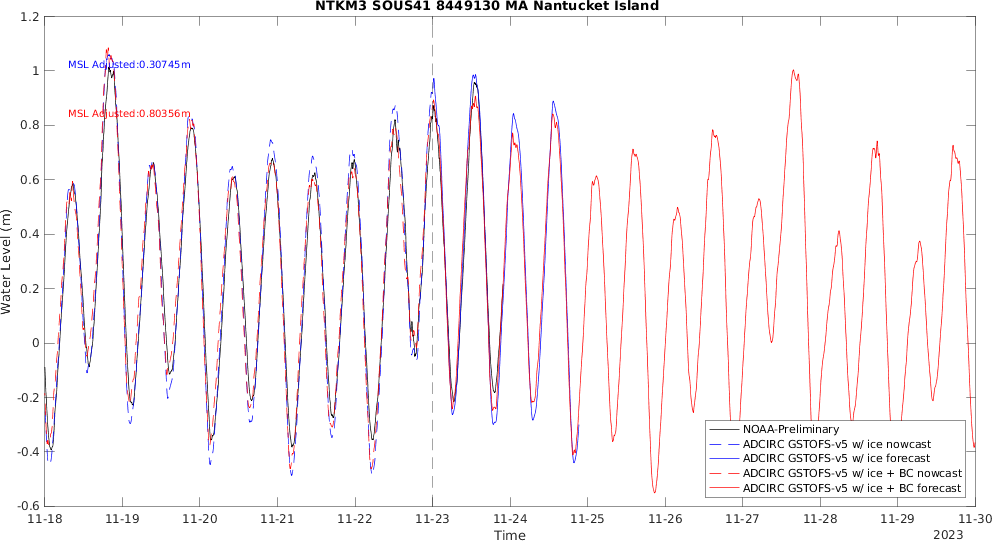 NTKM3 SOUS41 8449130 MA Nantucket Island
1.2
1
0.8
0.6
0.4
0.2
0
-0.2
-0.4
-0.6
Water Level (m)
MSL Adjusted:0.30745m
MSL Adjusted:0.80356m
NOAA-Preliminary
ADCIRC GSTOFS-v5 w/ ice nowcast
ADCIRC GSTOFS-v5 w/ ice forecast
ADCIRC GSTOFS-v5 w/ ice + BC nowcast
ADCIRC GSTOFS-v5 w/ ice + BC forecast
11-18 11-19 11-20 11-21 11-22 11-23 11-24 11-25 11-26 11-27 11-28 11-29 11-30
Time
2023